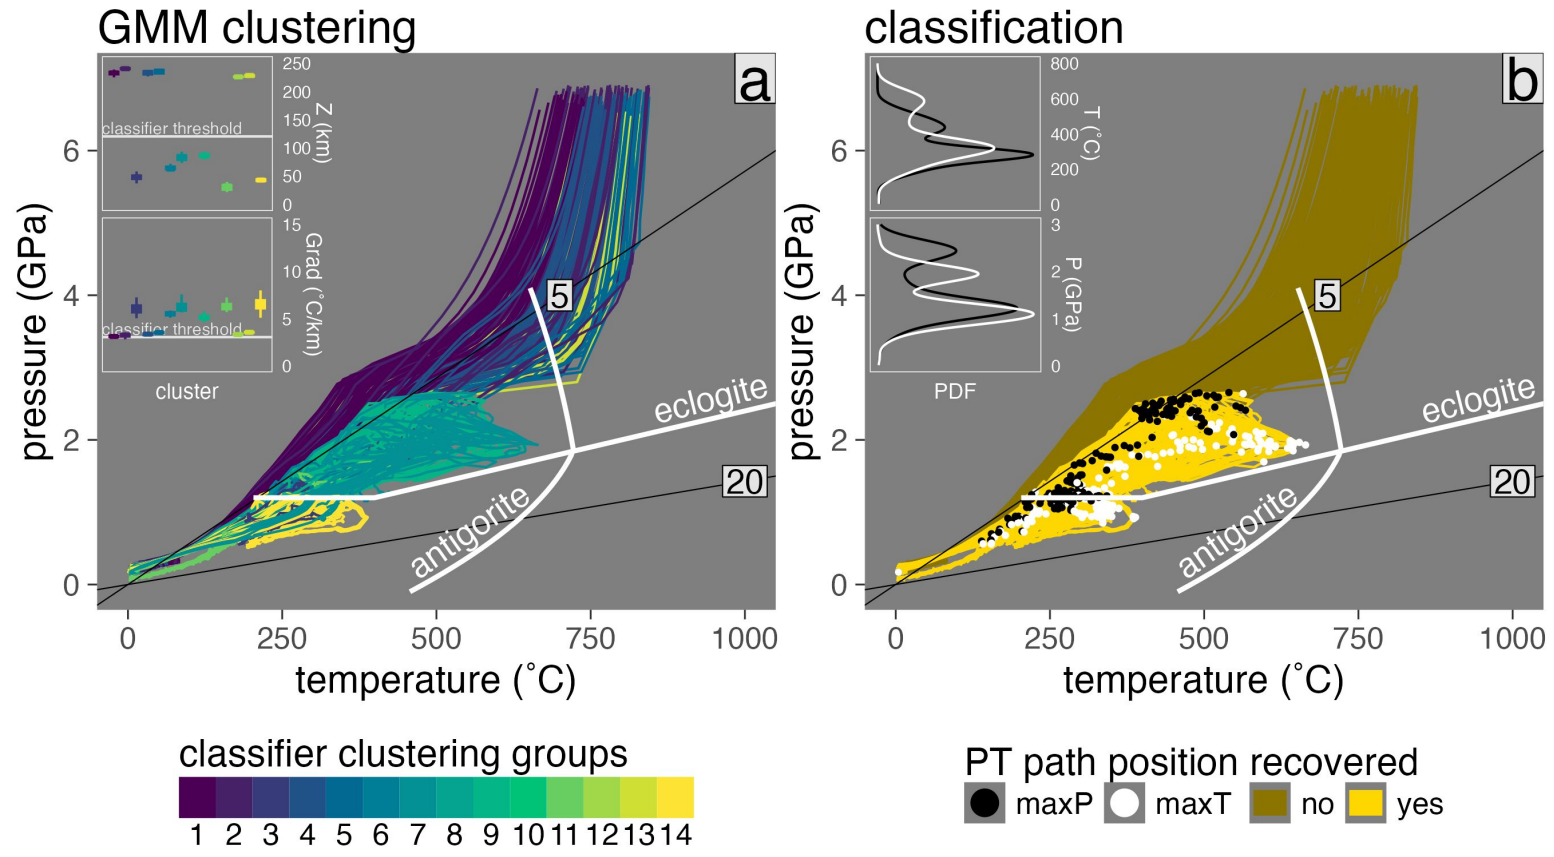 GMM clustering
a
250
200
150
100
50
0
Z (km)
classifier threshold
15
10
5
0
Grad (˚C/km)
classifier threshold
cluster
5
eclogite
20
antigorite
6
4
2
0
pressure (GPa)
0
250
500
750
1000
temperature (˚C)
classification
b
800
600
400
200
0
T (˚C)
3
2
1
0
P (GPa)
PDF
5
eclogite
20
antigorite
6
4
2
0
pressure (GPa)
0
250
500
750
1000
temperature (˚C)
classifier clustering groups
1 2 3 4 5 6 7 8 9 10 11 12 13 14
PT path position recovered
maxP maxT no yes